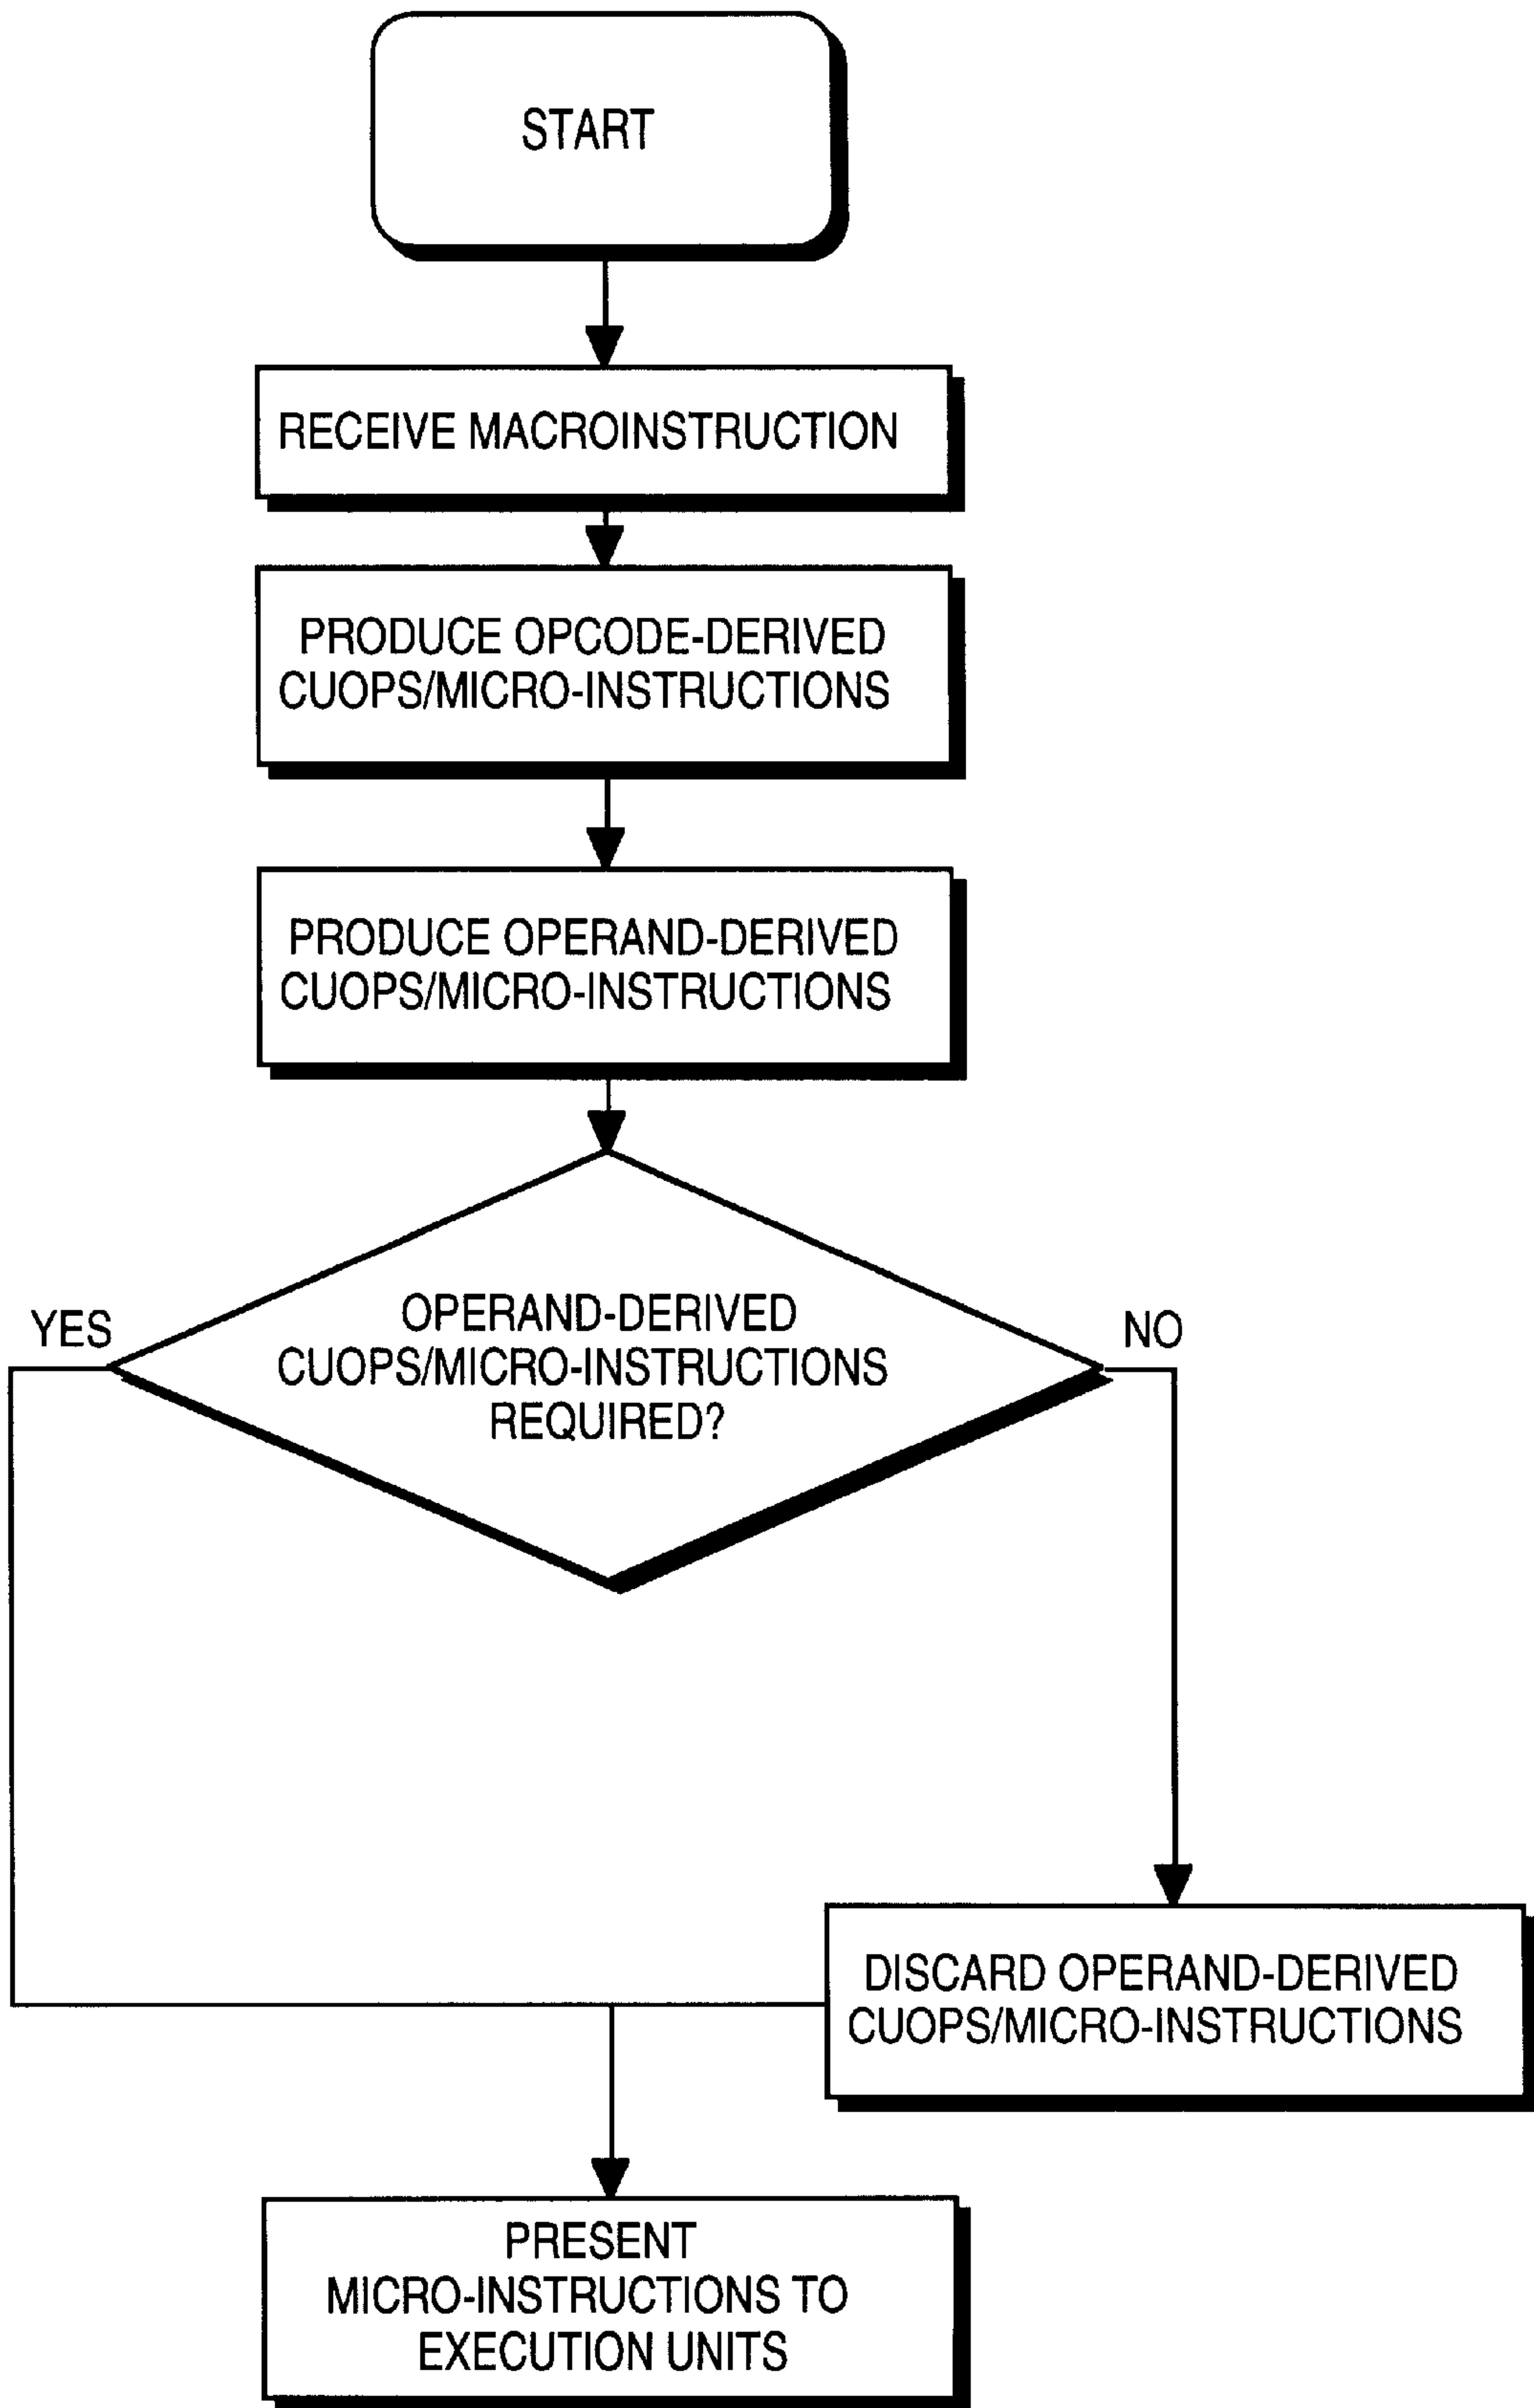 START
RECEIVE MACROINSTRUCTION
PRODUCE OPCODE-DERIVED
CUOPS/MICRO-INSTRUCTIONS
PRODUCE OPERAND-DERIVED
CUOPS/MICRO-INSTRUCTIONS
OPERAND-DERIVED
CUOPS/MICRO-INSTRUCTIONS
REQUIRED?
YES
NO
DISCARD OPERAND-DERIVED
CUOPS/MICRO-INSTRUCTIONS
PRESENT
MICRO-INSTRUCTIONS TO
EXECUTION UNITS